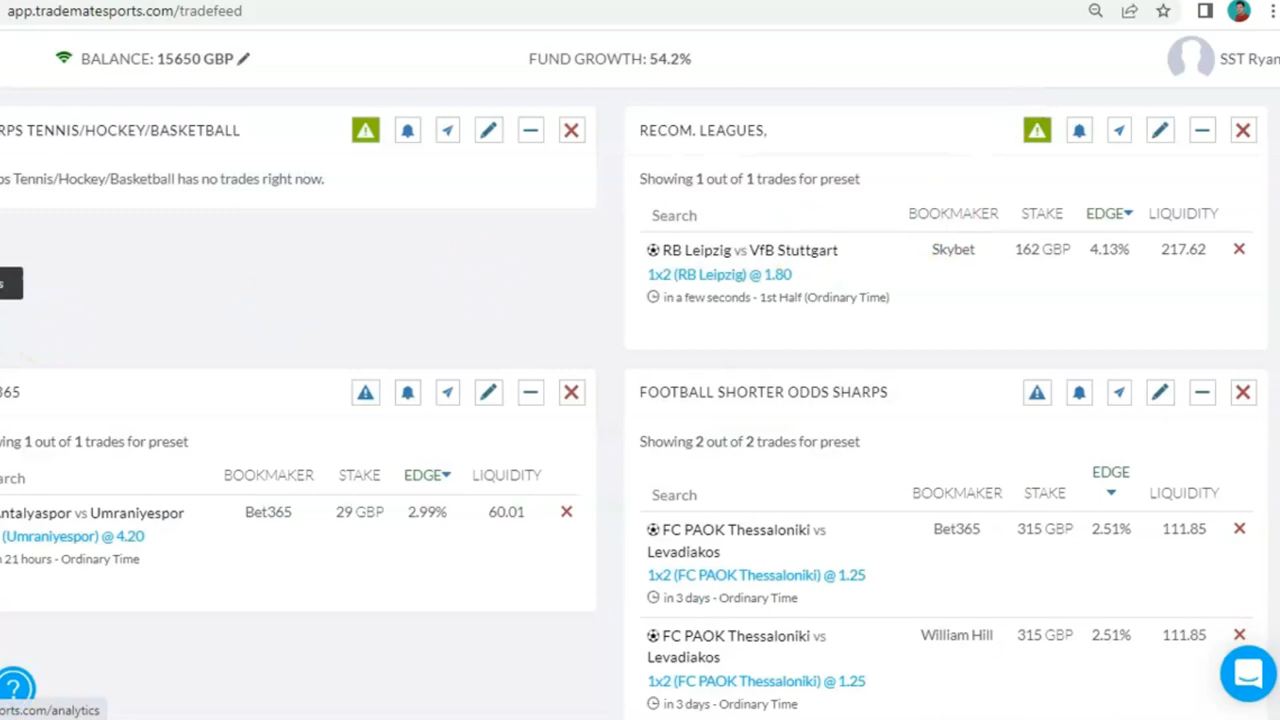 app.tradematesports.com/tradefeed
BALANCE: 15650 GBP
FUND GROWTH: 54.2%
SST Ryan
RPS TENNIS/HOCKEY/BASKETBALL
ps Tennis/Hockey/Basketball has no trades right now.
RECOM. LEAGUES,
Showing 1 out of 1 trades for preset
Search BOOKMAKER STAKE EDGE LIQUIDITY
RB Leipzig vs VfB Stuttgart Skybet 162 GBP 4.13% 217.62
1x2 (RB Leipzig) @ 1.80
in a few seconds - 1st Half (Ordinary Time)
s
365
wing 1 out of 1 trades for preset
arch BOOKMAKER STAKE EDGE LIQUIDITY
ntalyaspor vs Umraniyespor Bet365 29 GBP 2.99% 60.01
(Umraniyespor) @ 4.20
n 21 hours - Ordinary Time
FOOTBALL SHORTER ODDS SHARPS
Showing 2 out of 2 trades for preset
Search BOOKMAKER STAKE EDGE LIQUIDITY
FC PAOK Thessaloniki vs Bet365 315 GBP 2.51% 111.85
Levadiakos
1x2 (FC PAOK Thessaloniki) @ 1.25
in 3 days - Ordinary Time
FC PAOK Thessaloniki vs William Hill 315 GBP 2.51% 111.85
Levadiakos
1x2 (FC PAOK Thessaloniki) @ 1.25
in 3 days - Ordinary Time
?
orts.com/analytics